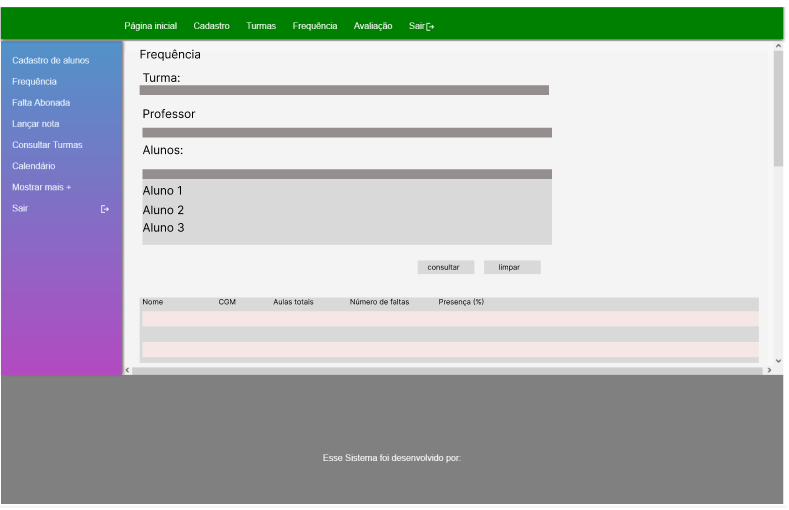 Página inicial Cadastro Turmas Frequência Avaliação Sair
Cadastro de alunos
Frequência
Falta Abonada
Lançar nota
Consultar Turmas
Calendário
Mostrar mais +
Sair
Frequência
Turma:
Professor
Alunos:
Aluno 1
Aluno 2
Aluno 3
consultar limpar
Nome CGM Aulas totais Número de faltas Presença (%)
Esse Sistema foi desenvolvido por: